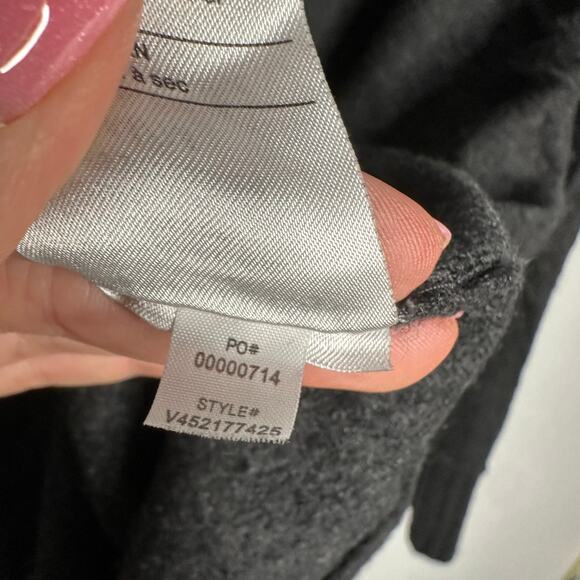 N
à sec
PO#
00000714
STYLE#
V452177425